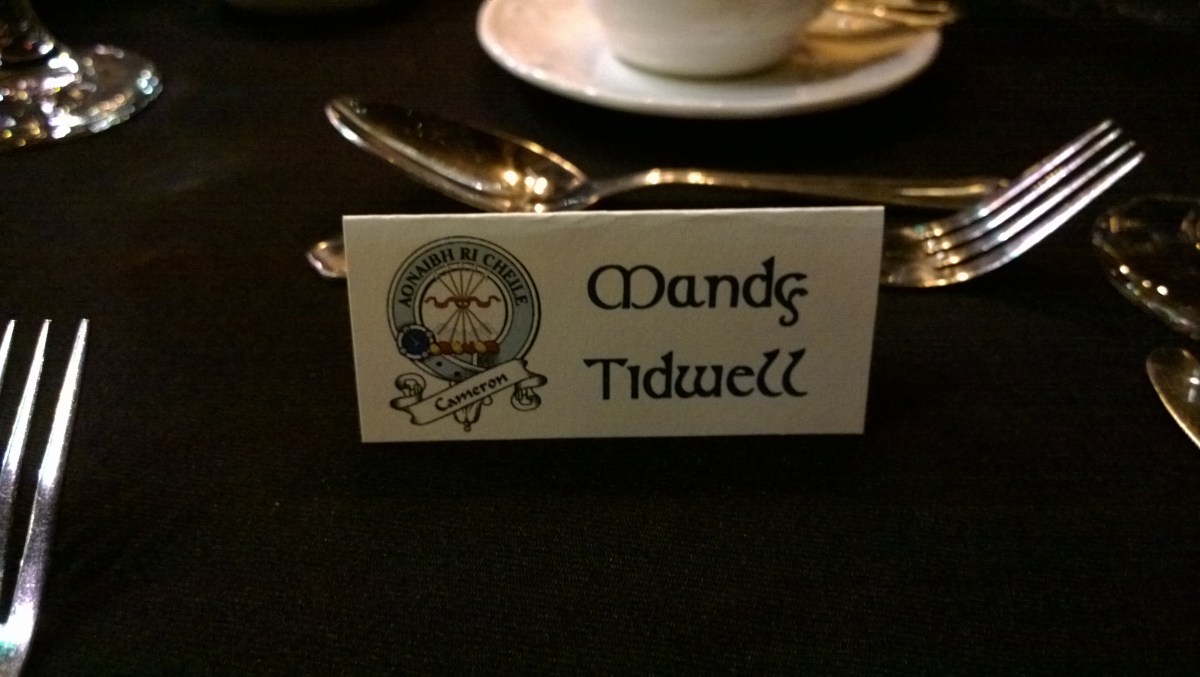 AONAIBH RI CHEILE
Cameron
Mandy
Tidwell